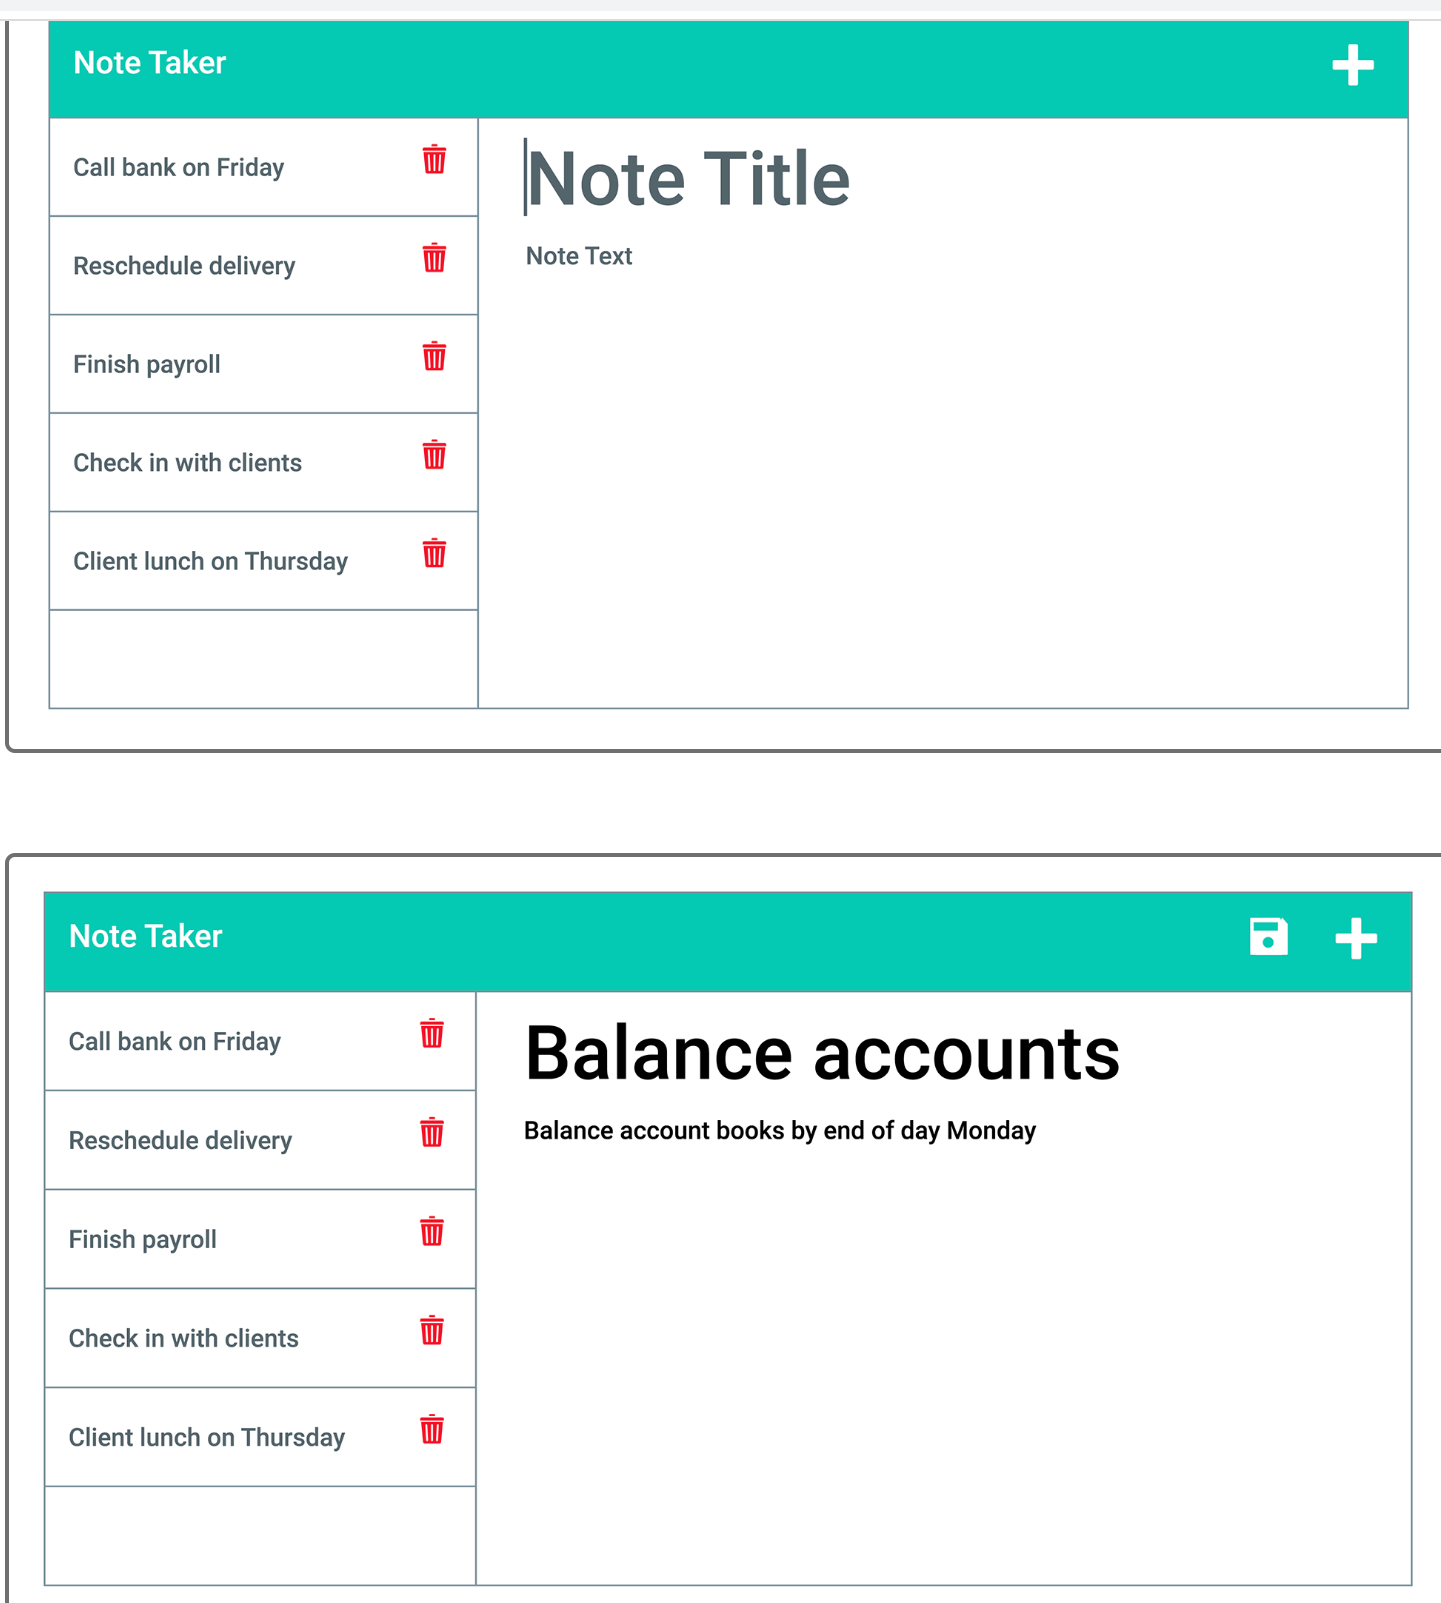 Note Taker
Call bank on Friday
Reschedule delivery
Finish payroll
Check in with clients
Client lunch on Thursday
Note Title
Note Text
Note Taker
Call bank on Friday
Reschedule delivery
Finish payroll
Check in with clients
Client lunch on Thursday
Balance accounts
Balance account books by end of day Monday